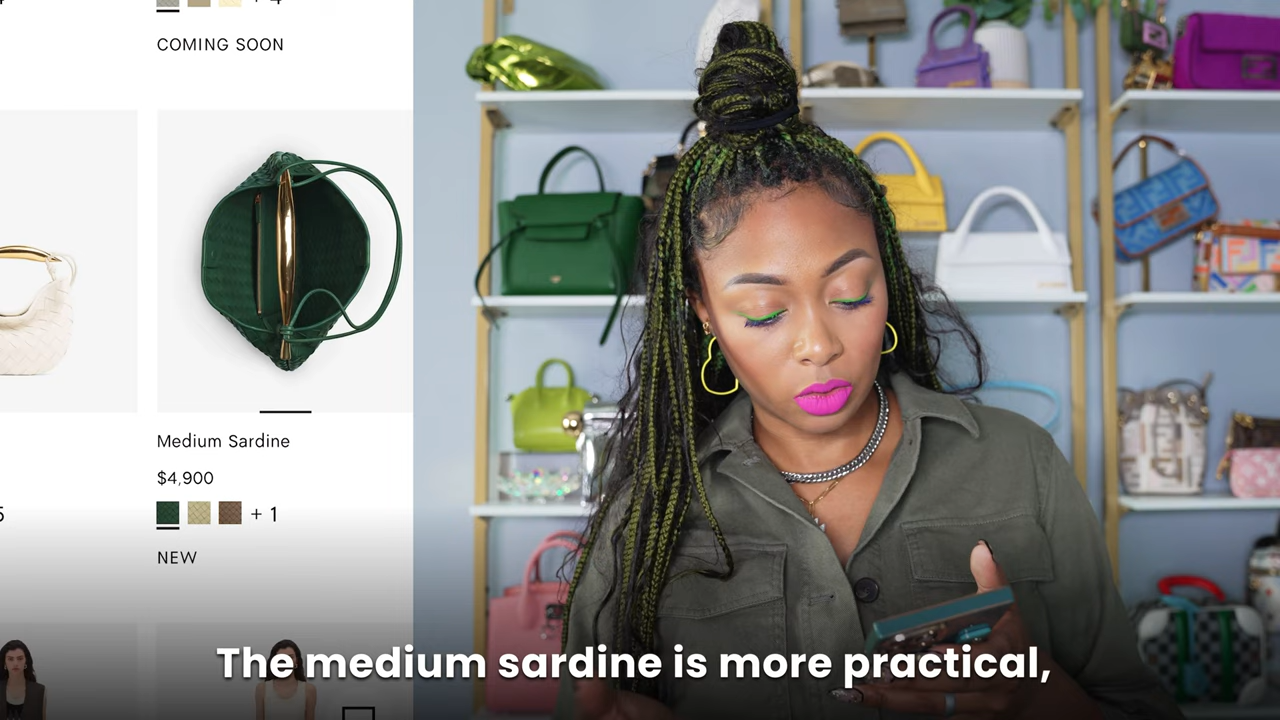 COMING SOON
Medium Sardine
$4,900
+ 1
NEW
The medium sardine is more practical,